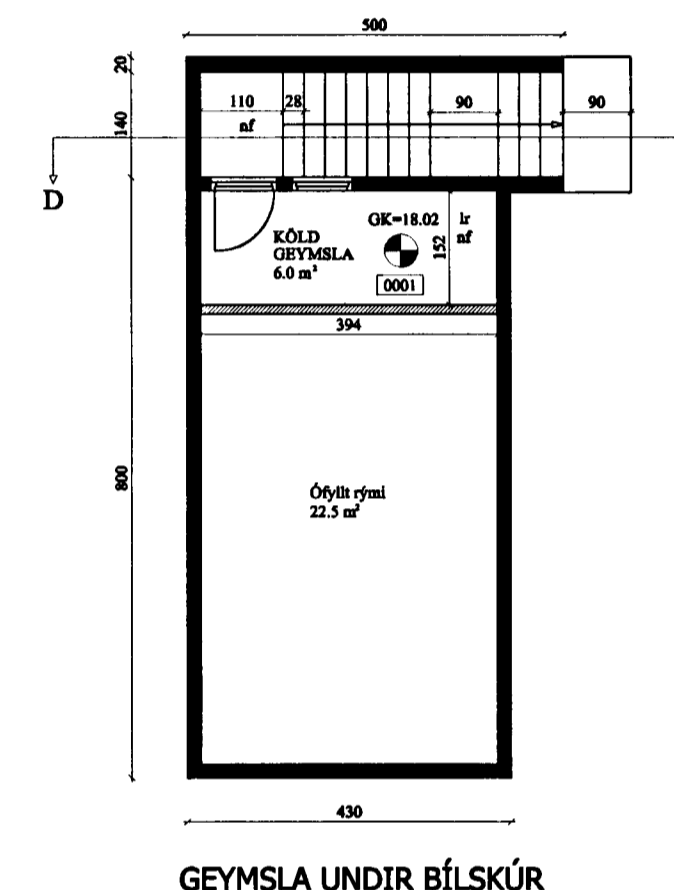 500
20
140
110
28
90
90
nf
D
KÖLD
GEYMSLA
6.0 m²
GK=18.02
0001
152
lr
nf
394
800
Ófyllt rými
22.5 m²
430
GEYMSLA UNDIR BÍLSKÚR